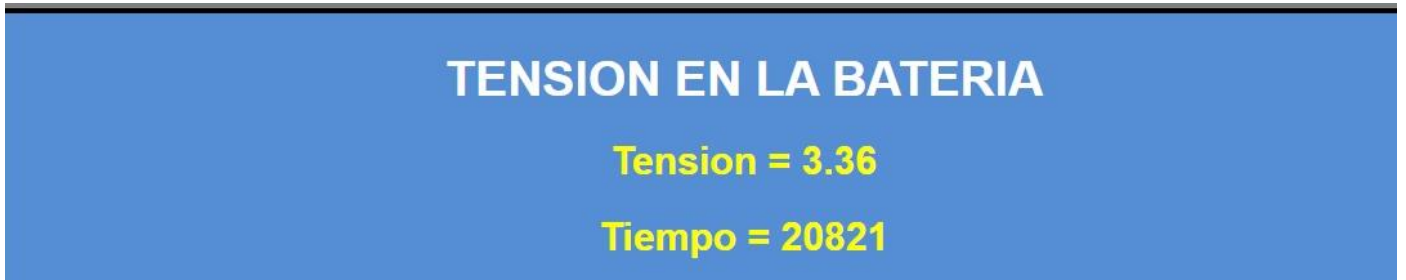 TENSION EN LA BATERIA
Tension = 3.36
Tiempo = 20821